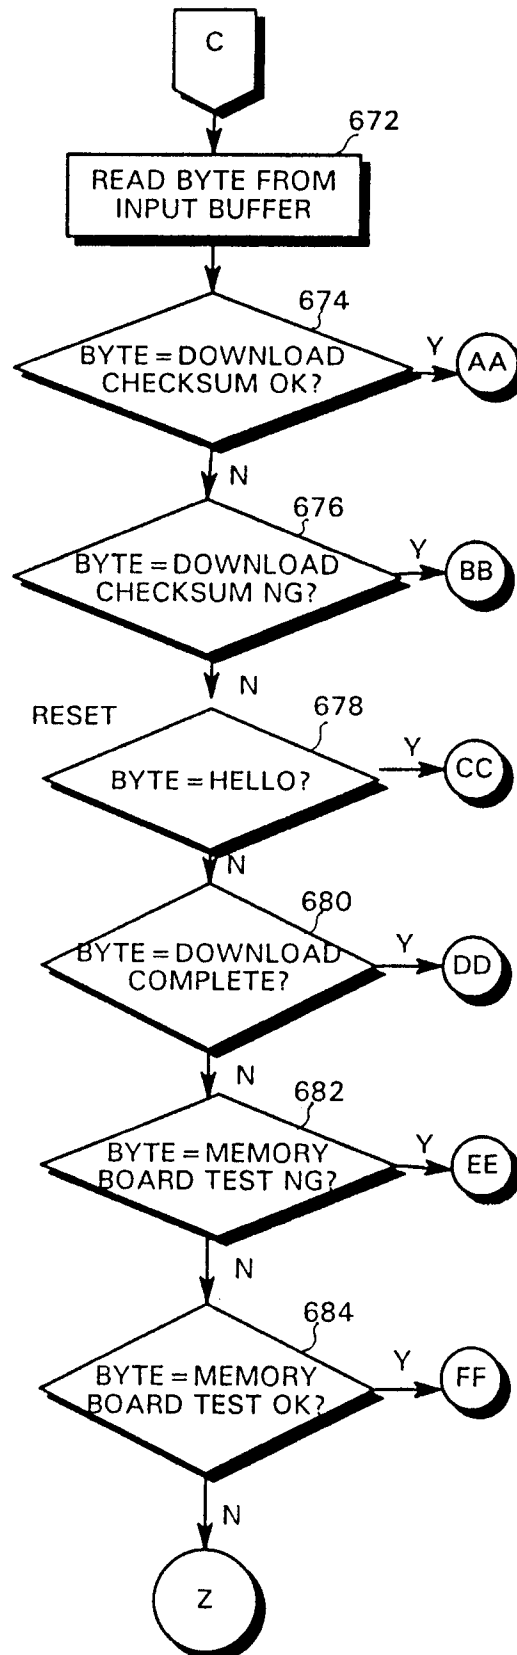 C
672
READ BYTE FROM
INPUT BUFFER
674
BYTE = DOWNLOAD
CHECKSUM OK?
Y
AA
N
676
BYTE = DOWNLOAD
CHECKSUM NG?
Y
BB
N
RESET
678
BYTE = HELLO?
Y
CC
N
680
BYTE = DOWNLOAD
COMPLETE?
Y
DD
N
682
BYTE = MEMORY
BOARD TEST NG?
Y
EE
N
684
BYTE = MEMORY
BOARD TEST OK?
Y
FF
N
Z